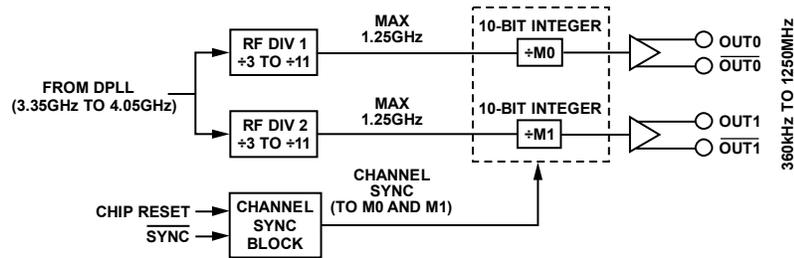 RF DIV 1
÷3 TO ÷11
MAX
1.25GHz
10-BIT INTEGER
÷M0
OUT0
OUT0
FROM DPLL
(3.35GHz TO 4.05GHz)
RF DIV 2
÷3 TO ÷11
MAX
1.25GHz
10-BIT INTEGER
÷M1
OUT1
OUT1
360kHz TO 1250MHz
CHIP RESET
SYNC
CHANNEL
SYNC
BLOCK
CHANNEL
SYNC
(TO M0 AND M1)